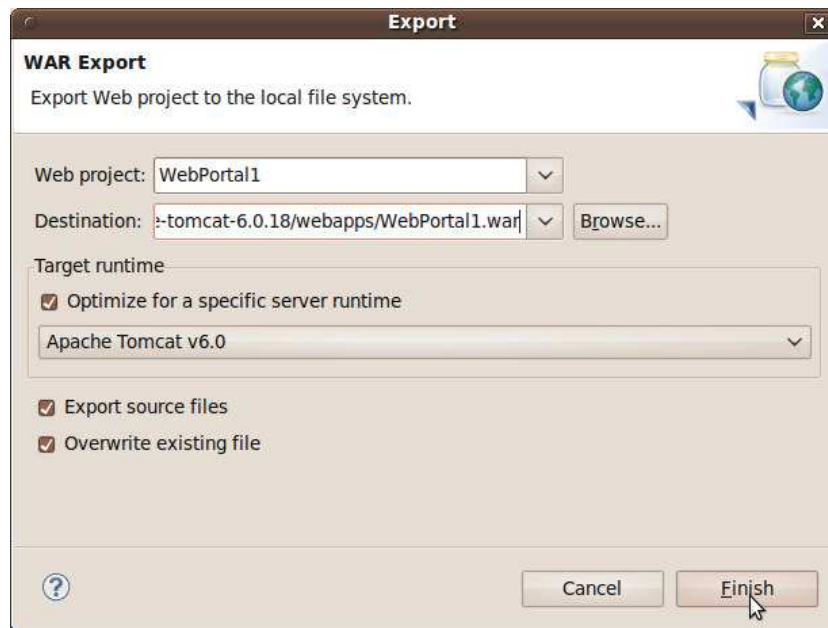 Export
WAR Export
Export Web project to the local file system.
Web project: WebPortal1
Destination: e-tomcat-6.0.18/webapps/WebPortal1.war Browse...
Target runtime
Optimize for a specific server runtime
Apache Tomcat v6.0
Export source files
Overwrite existing file
? Cancel Finish